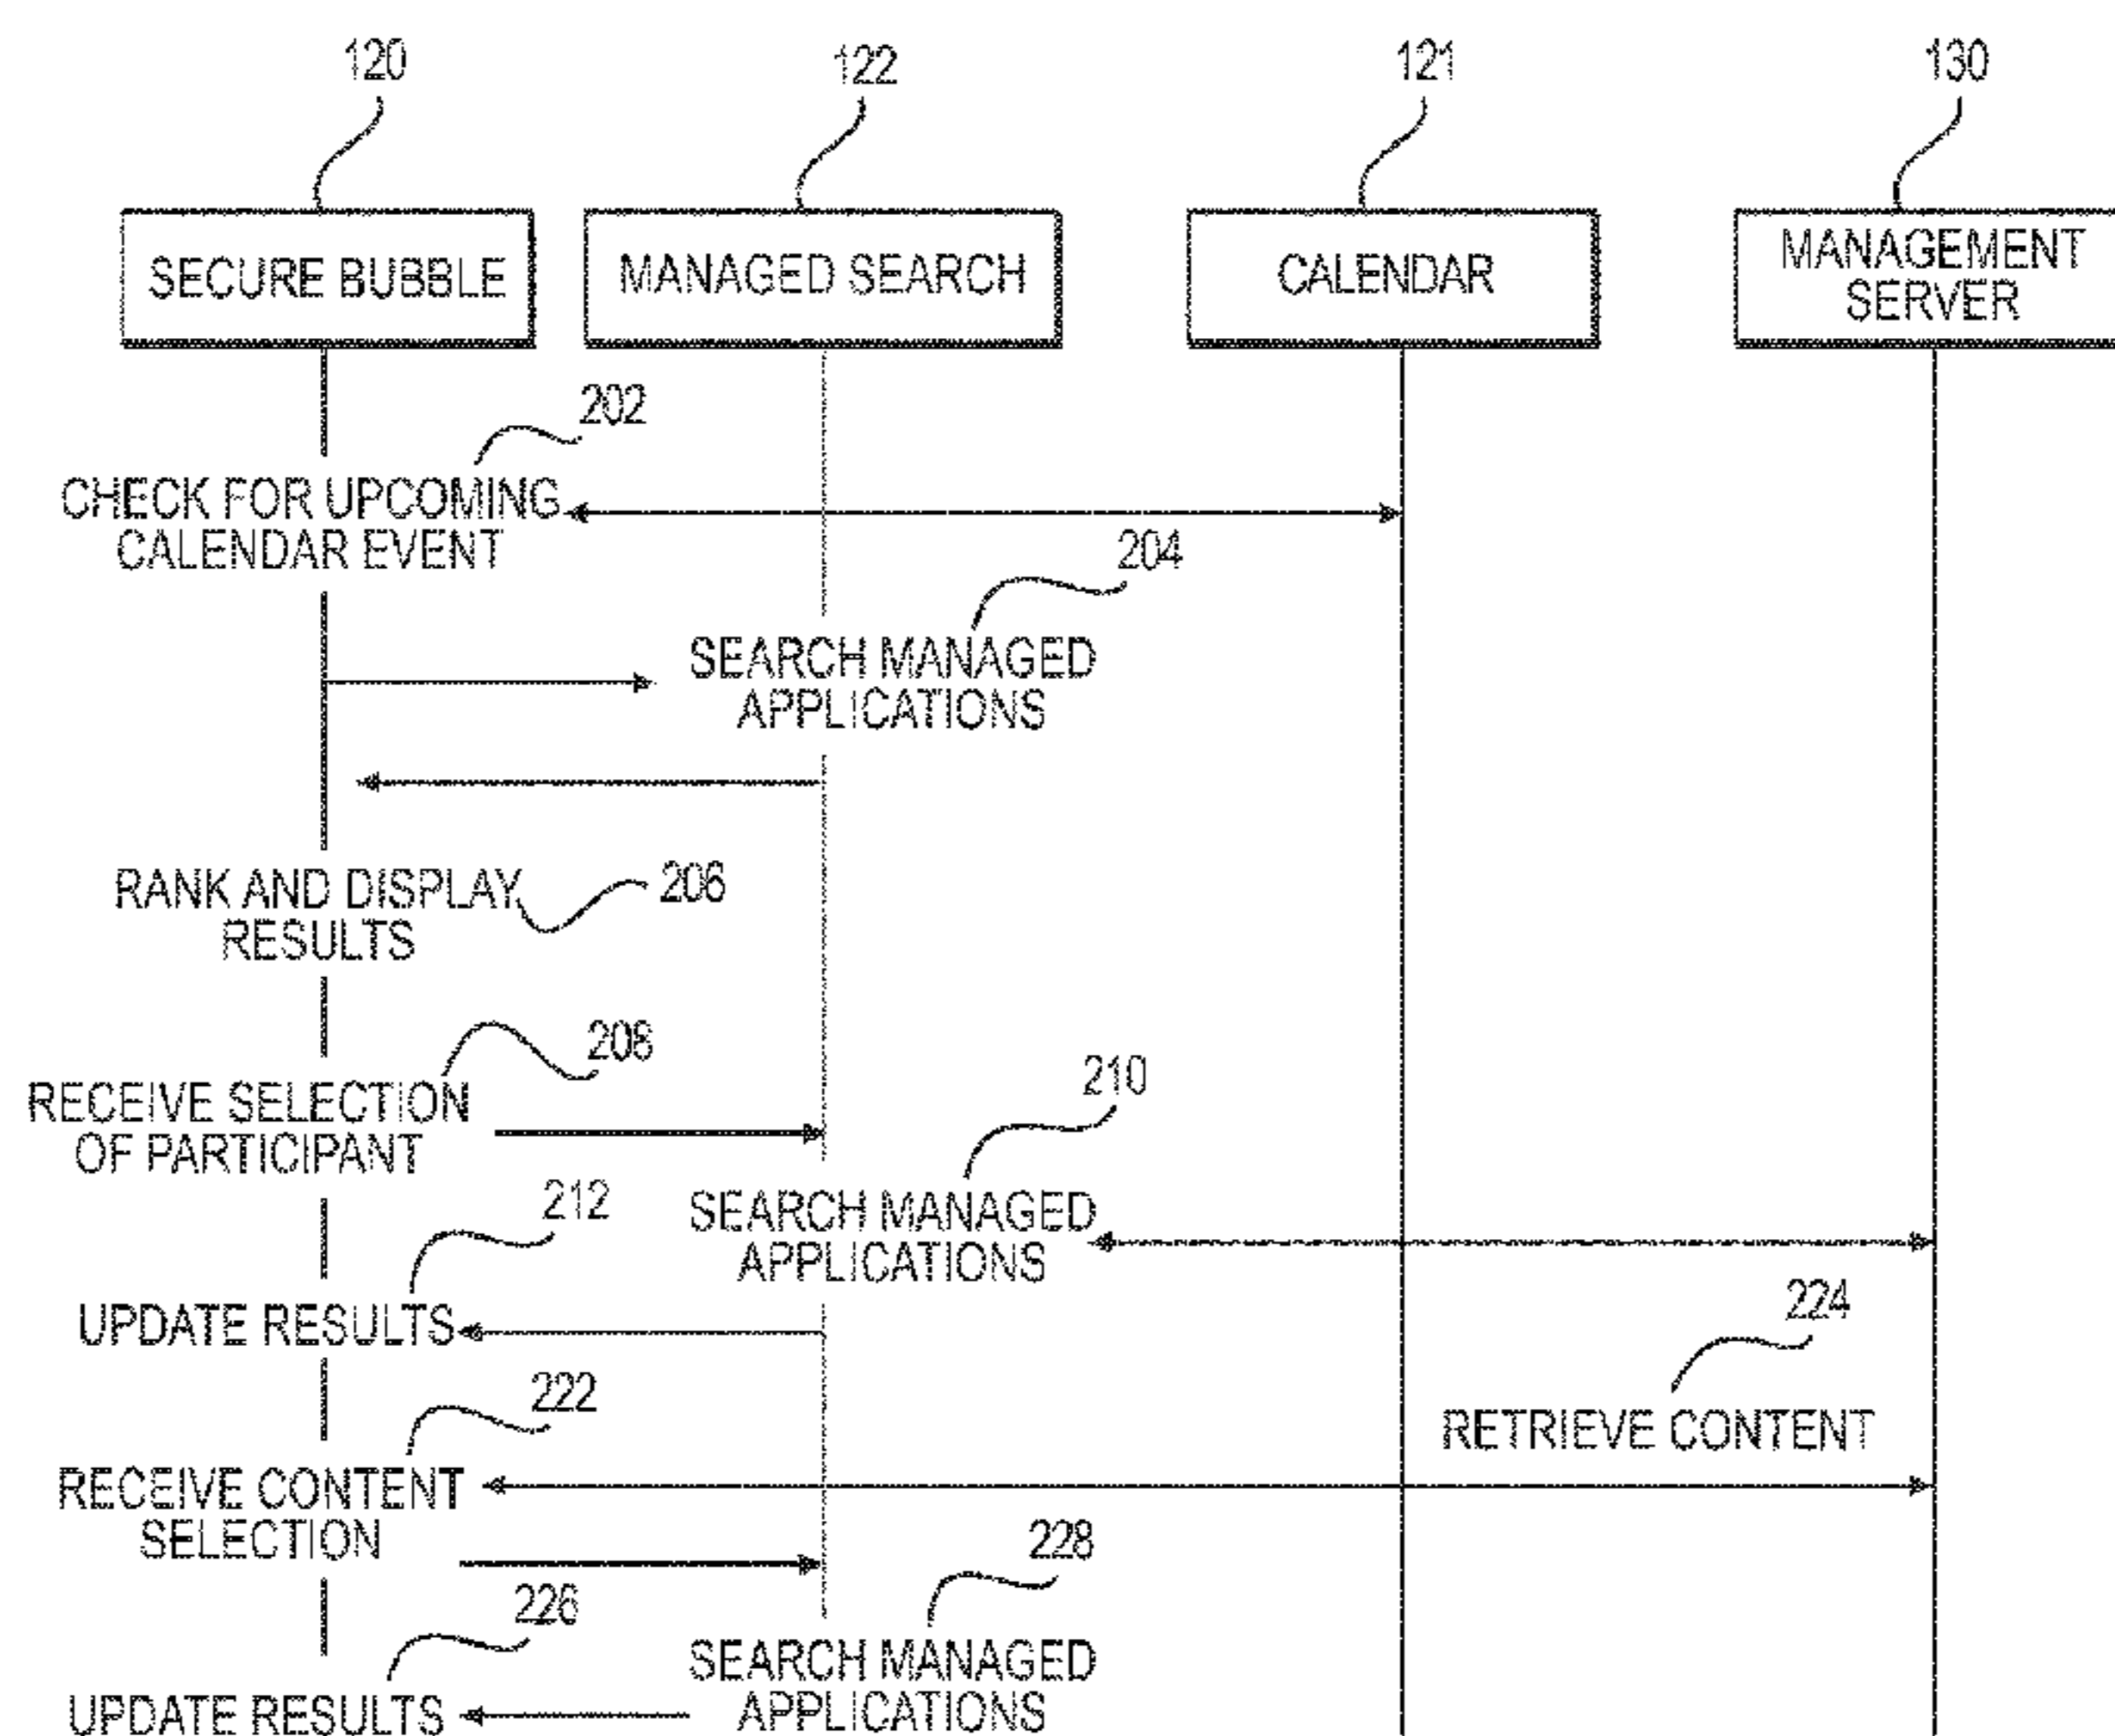 120
122
121
130
SECURE BUBBLE
MANAGED SEARCH
CALENDAR
MANAGEMENT
SERVER
202
CHECK FOR UPCOMING
CALENDAR EVENT
204
SEARCH MANAGED
APPLICATIONS
RANK AND DISPLAY
RESULTS
206
208
RECEIVE SELECTION
OF PARTICIPANT
210
212
SEARCH MANAGED
APPLICATIONS
UPDATE RESULTS
224
222
RETRIEVE CONTENT
RECEIVE CONTENT
SELECTION
228
226
SEARCH MANAGED
APPLICATIONS
UPDATE RESULTS